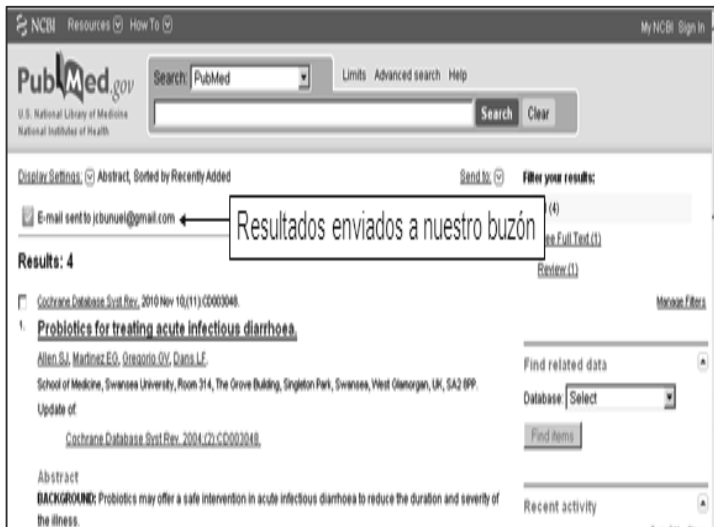 NCBI Resources How To My NCBI Sign In
PubMed.gov
U.S. National Library of Medicine
National Institutes of Health
Search: PubMed Limits Advanced search Help
Search Clear
Display Settings: Abstract, Sorted by Recently Added Send to: Filter your results:
E-mail sent to jcbunuel@gmail.com
Resultados enviados a nuestro buzón
(4)
Full Text (1)
Review (1)
Results: 4
Manage Filters
Cochrane Database Syst Rev. 2010 Nov 10;(11):CD003048.
1. Probiotics for treating acute infectious diarrhoea.
Allen SJ, Martinez EG, Gregorio GV, Dans LF.
School of Medicine, Swansea University, Room 314, The Grove Building, Singleton Park, Swansea, West Glamorgan, UK, SA2 8PP.
Update of:
Cochrane Database Syst Rev. 2004;(2):CD003048.
Abstract
BACKGROUND: Probiotics may offer a safe intervention in acute infectious diarrhoea to reduce the duration and severity of
the illness.
Find related data
Database: Select
Find items
Recent activity